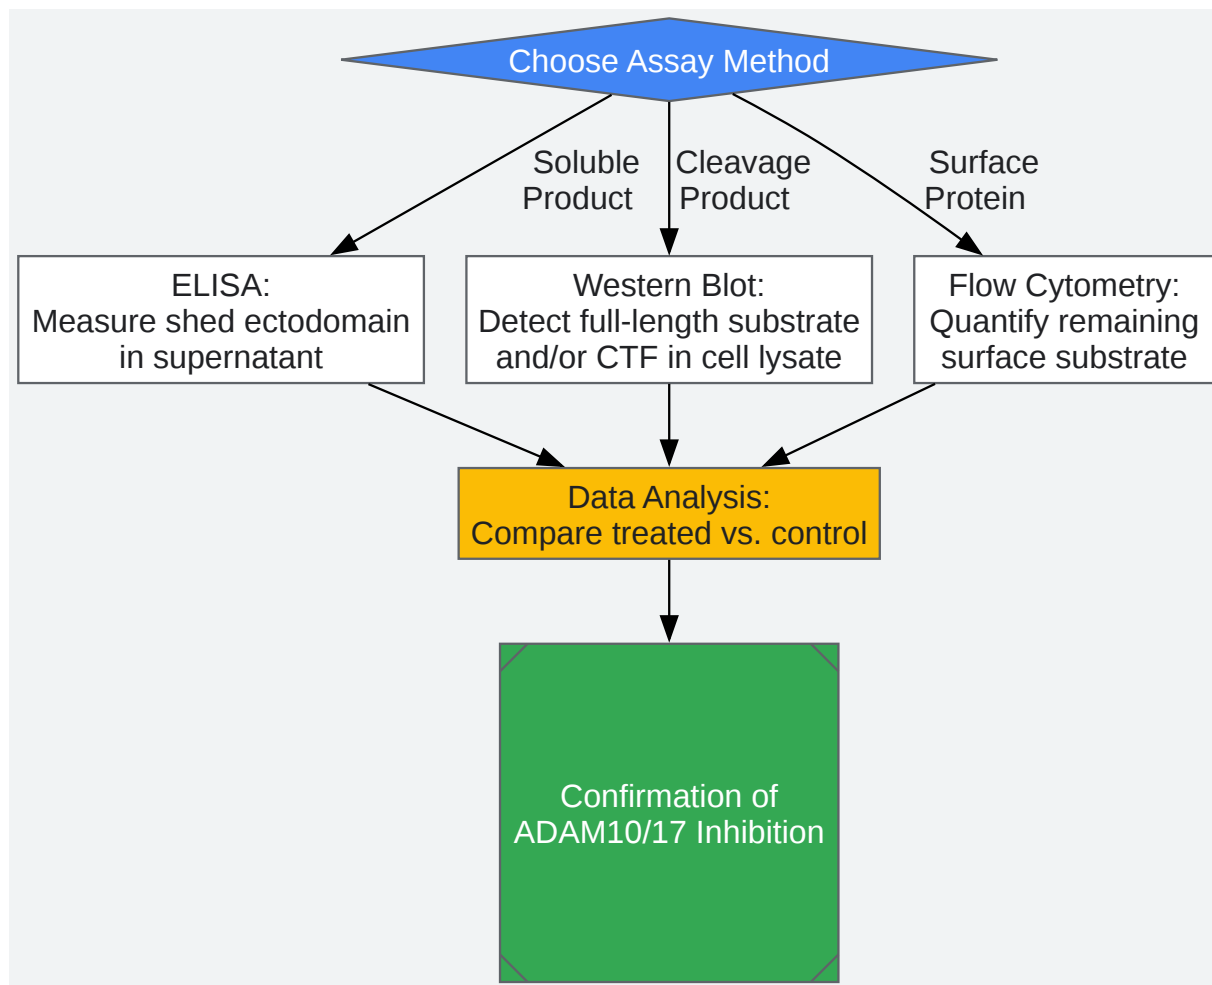 Choose Assay Method
Soluble
Product
Cleavage
Product
Surface
Protein
ELISA:
Measure shed ectodomain
in supernatant
Western Blot:
Detect full-length substrate
and/or CTF in cell lysate
Flow Cytometry:
Quantify remaining
surface substrate
Data Analysis:
Compare treated vs. control
Confirmation of
ADAM10/17 Inhibition